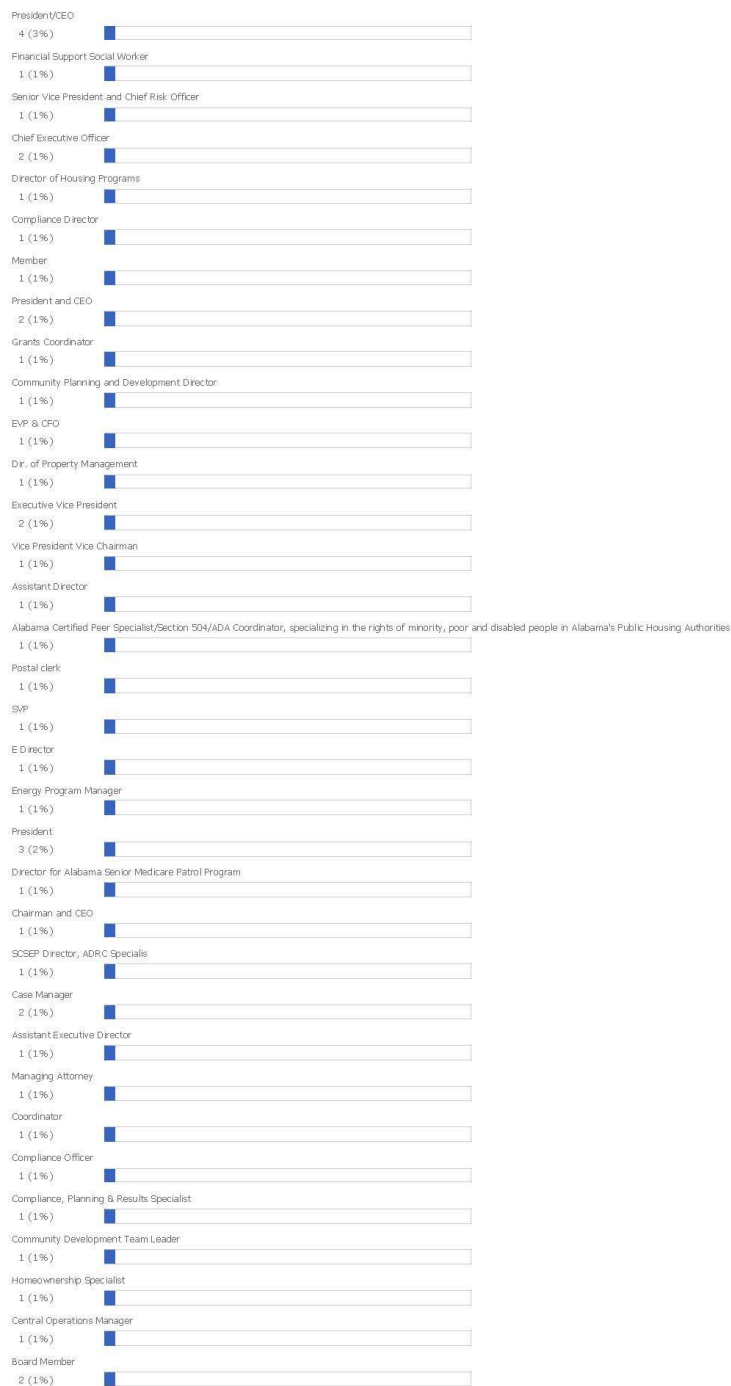 President/CEO
4 (3%)
Financial Support Social Worker
1 (1%)
Senior Vice President and Chief Risk Officer
1 (1%)
Chief Executive Officer
2 (1%)
Director of Housing Programs
1 (1%)
Compliance Director
1 (1%)
Member
1 (1%)
President and CEO
2 (1%)
Grants Coordinator
1 (1%)
Community Planning and Development Director
1 (1%)
EVP & CFO
1 (1%)
Dir. of Property Management
1 (1%)
Executive Vice President
2 (1%)
Vice President Vice Chairman
1 (1%)
Assistant Director
1 (1%)
Alabama Certified Peer Specialist/Section 504/ADA Coordinator, specializing in the rights of minority, poor and disabled people in Alabama's Public Housing Authorities
1 (1%)
Postal clerk
1 (1%)
SVP
1 (1%)
E Director
1 (1%)
Energy Program Manager
1 (1%)
President
3 (2%)
Director for Alabama Senior Medicare Patrol Program
1 (1%)
Chairman and CEO
1 (1%)
SCSEP Director, ADRC Specialis
1 (1%)
Case Manager
2 (1%)
Assistant Executive Director
1 (1%)
Managing Attorney
1 (1%)
Coordinator
1 (1%)
Compliance Officer
1 (1%)
Compliance, Planning & Results Specialist
1 (1%)
Community Development Team Leader
1 (1%)
Homeownership Specialist
1 (1%)
Central Operations Manager
1 (1%)
Board Member
2 (1%)